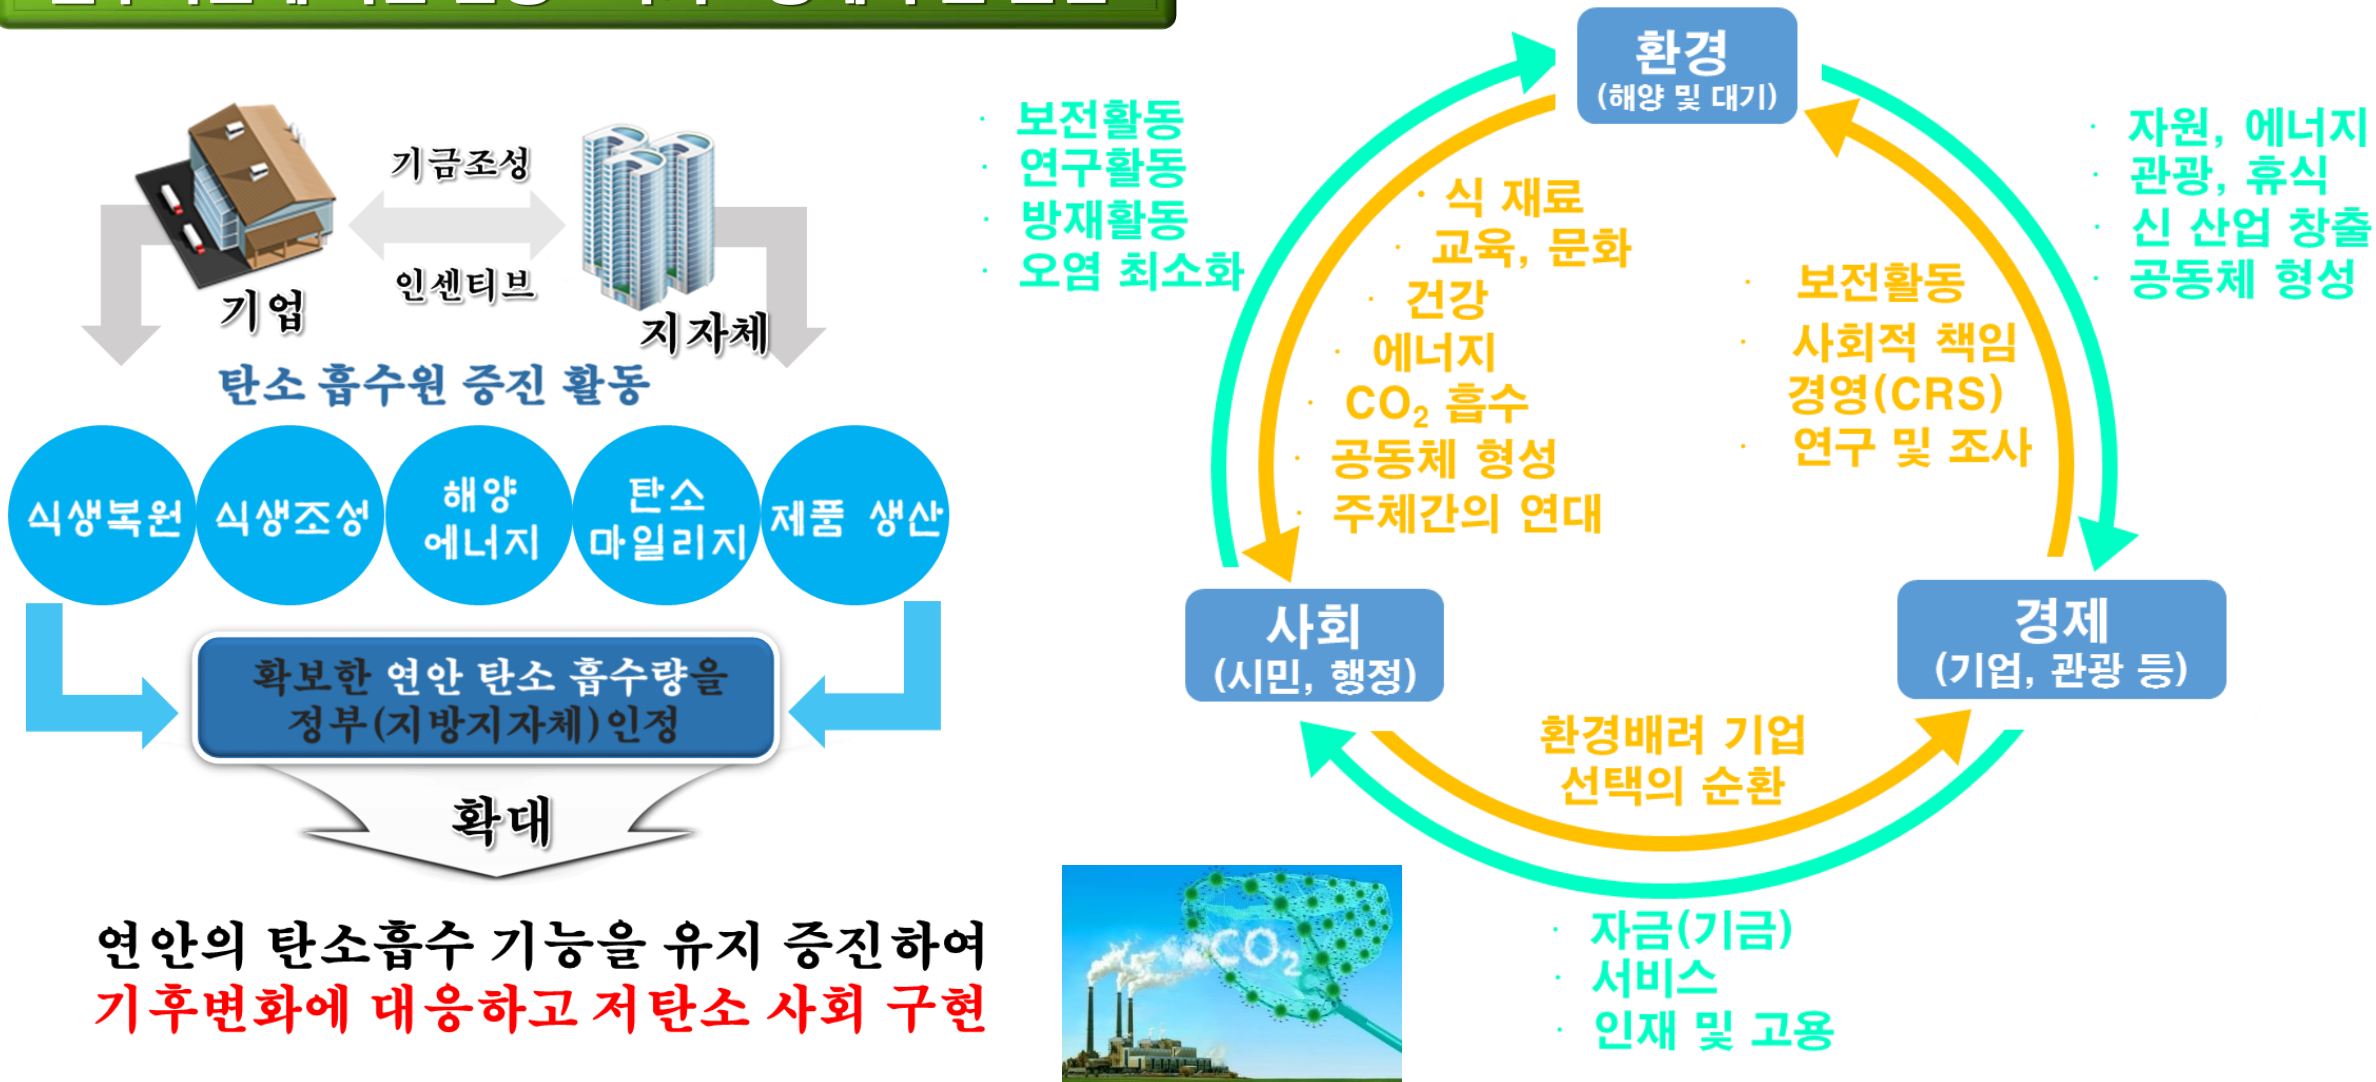 기금조성
인센티브
기업
지자체
탄소 흡수원 증진 활동
식생복원
식생조성
해양
에너지
탄소
마일리지
제품 생산
확보한 연안 탄소 흡수량을
정부(지방지자체)인정
확대
연안의 탄소흡수 기능을 유지 증진하여
기후변화에 대응하고 저탄소 사회 구현
환경
(해양 및 대기)
· 보전활동
· 연구활동
· 방재활동
· 오염 최소화
· 식 재료
· 교육, 문화
· 건강
· 에너지
· CO₂ 흡수
· 공동체 형성
· 주체간의 연대
· 보전활동
· 사회적 책임
경영(CRS)
· 연구 및 조사
· 자원, 에너지
· 관광, 휴식
· 신 산업 창출
· 공동체 형성
사회
(시민, 행정)
경제
(기업, 관광 등)
환경배려 기업
선택의 순환
· 자금(기금)
· 서비스
· 인재 및 고용
CO₂